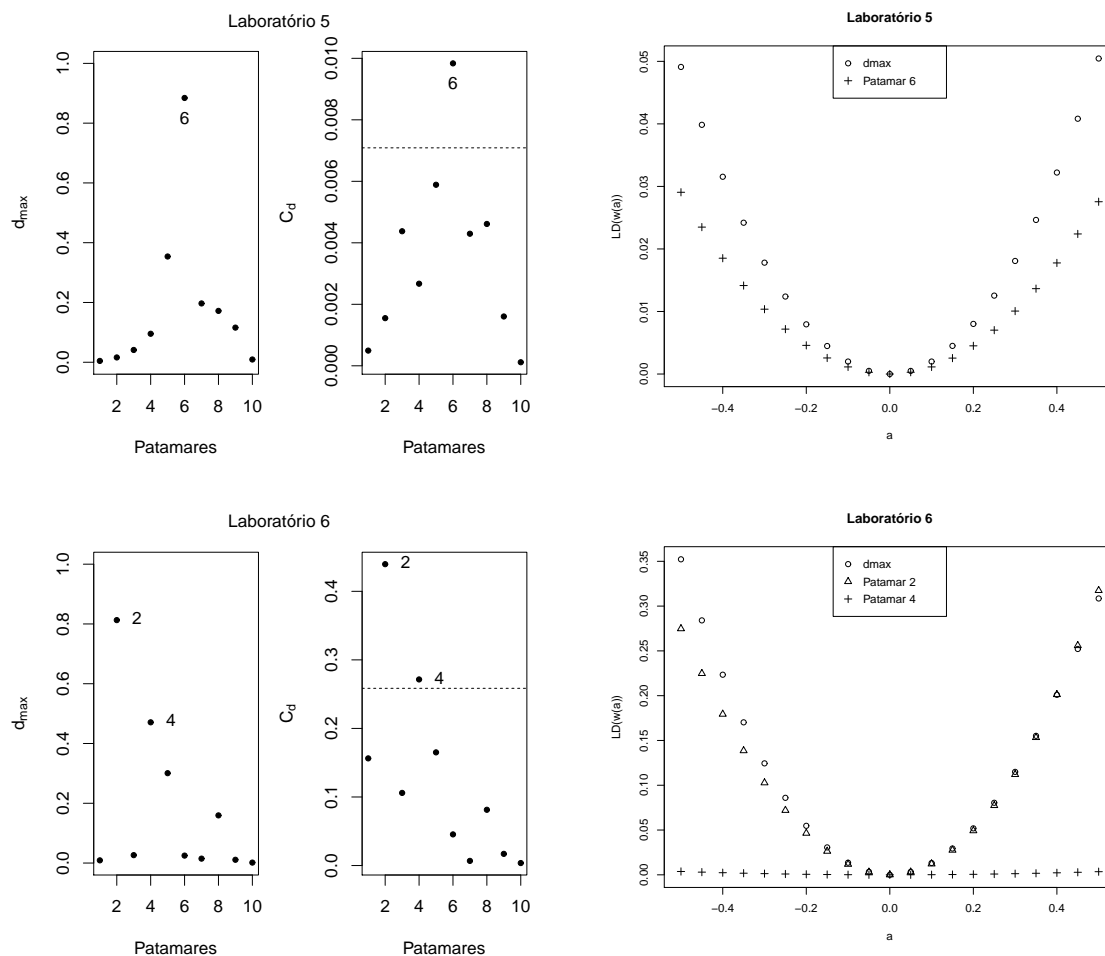 Laboratório 5
d_max
1.0
0.8
0.6
0.4
0.2
0.0
6
2 4 6 8 10
Patamares
C_d
0.010
0.008
0.006
0.004
0.002
0.000
6
2 4 6 8 10
Patamares
Laboratório 5
dmax
Patamar 6
LD(w(a))
0.05
0.04
0.03
0.02
0.01
0.00
−0.4 −0.2 0.0 0.2 0.4
a
Laboratório 6
d_max
1.0
0.8
0.6
0.4
0.2
0.0
2
4
2 4 6 8 10
Patamares
C_d
0.4
0.3
0.2
0.1
0.0
2
4
2 4 6 8 10
Patamares
Laboratório 6
dmax
Patamar 2
Patamar 4
LD(w(a))
0.35
0.30
0.25
0.20
0.15
0.10
0.05
0.00
−0.4 −0.2 0.0 0.2 0.4
a